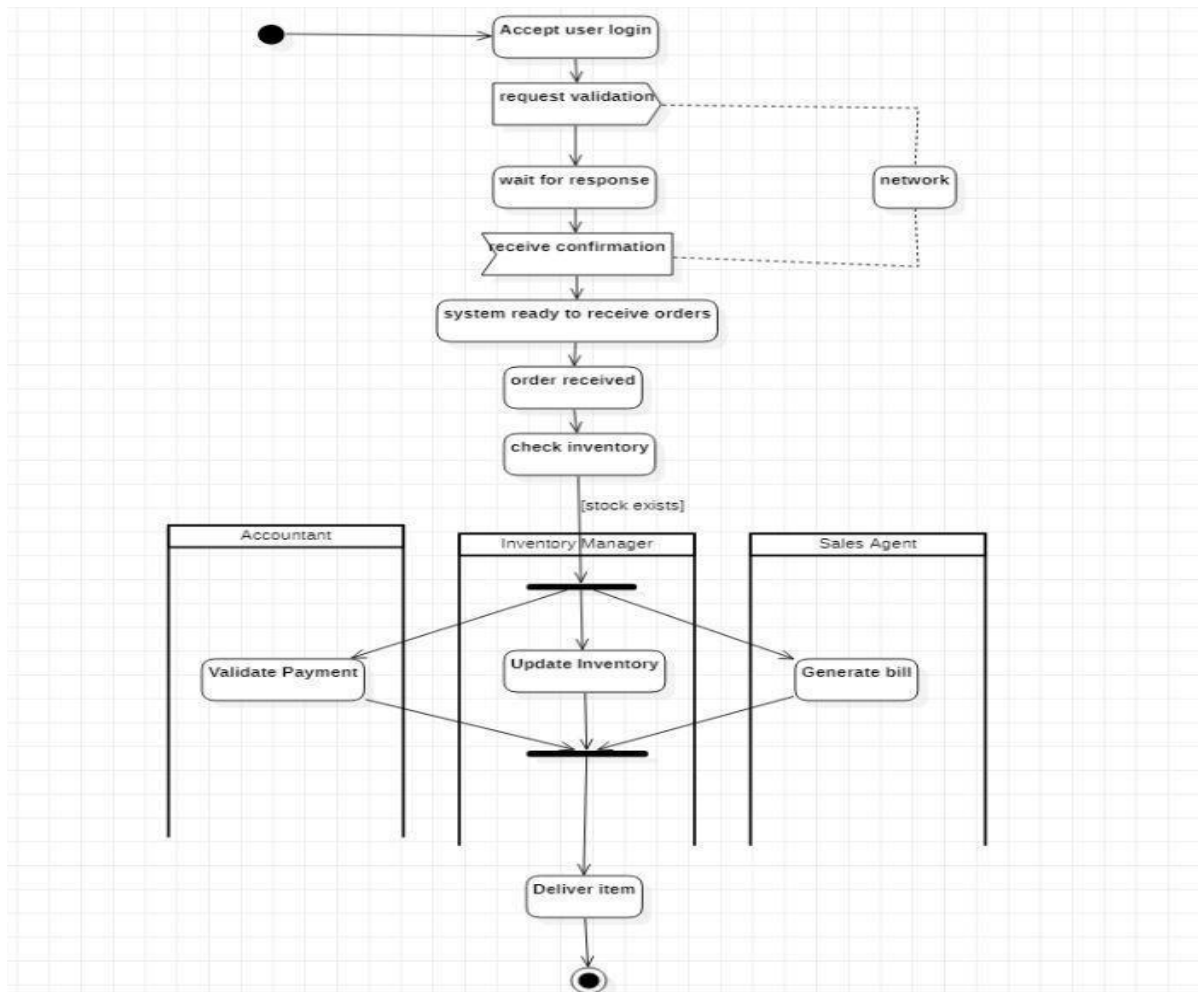 Accept user login
request validation
wait for response
network
receive confirmation
system ready to receive orders
order received
check inventory
[stock exists]
Accountant
Inventory Manager
Sales Agent
Validate Payment
Update Inventory
Generate bill
Deliver item